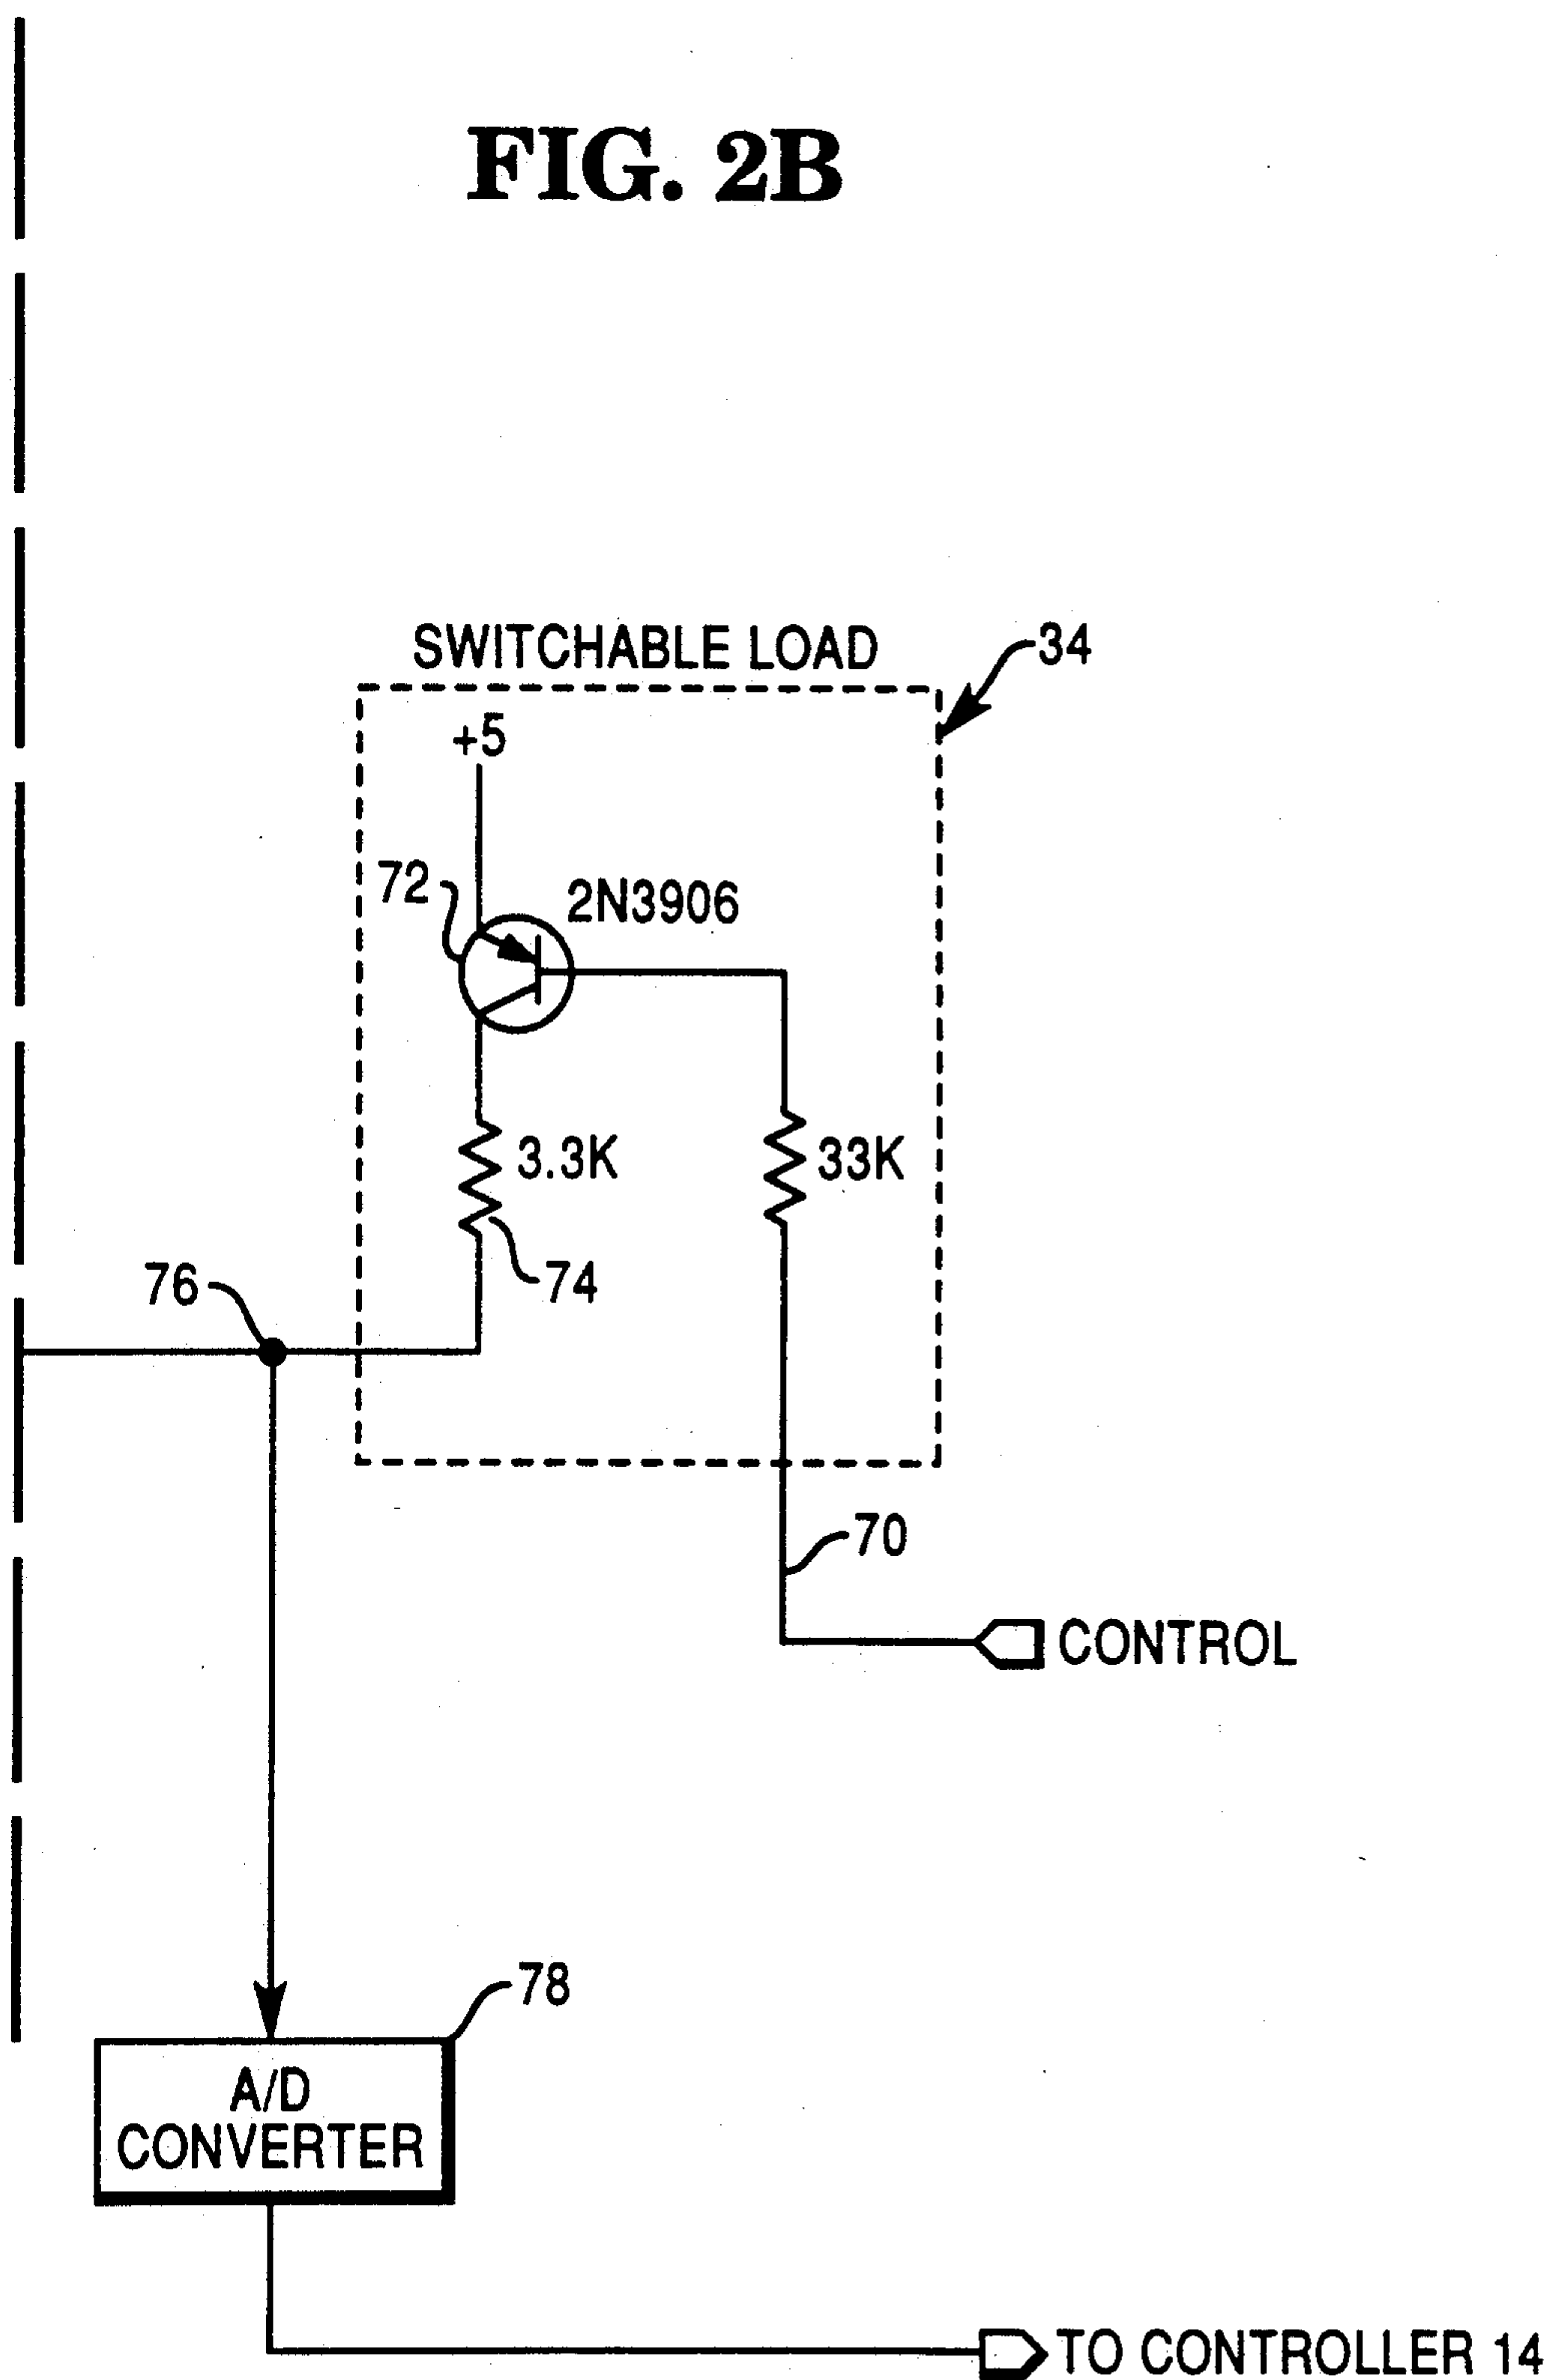 FIG. 2B
SWITCHABLE LOAD
34
+5
72
2N3906
3.3K
33K
74
76
70
CONTROL
78
A/D
CONVERTER
TO CONTROLLER 14